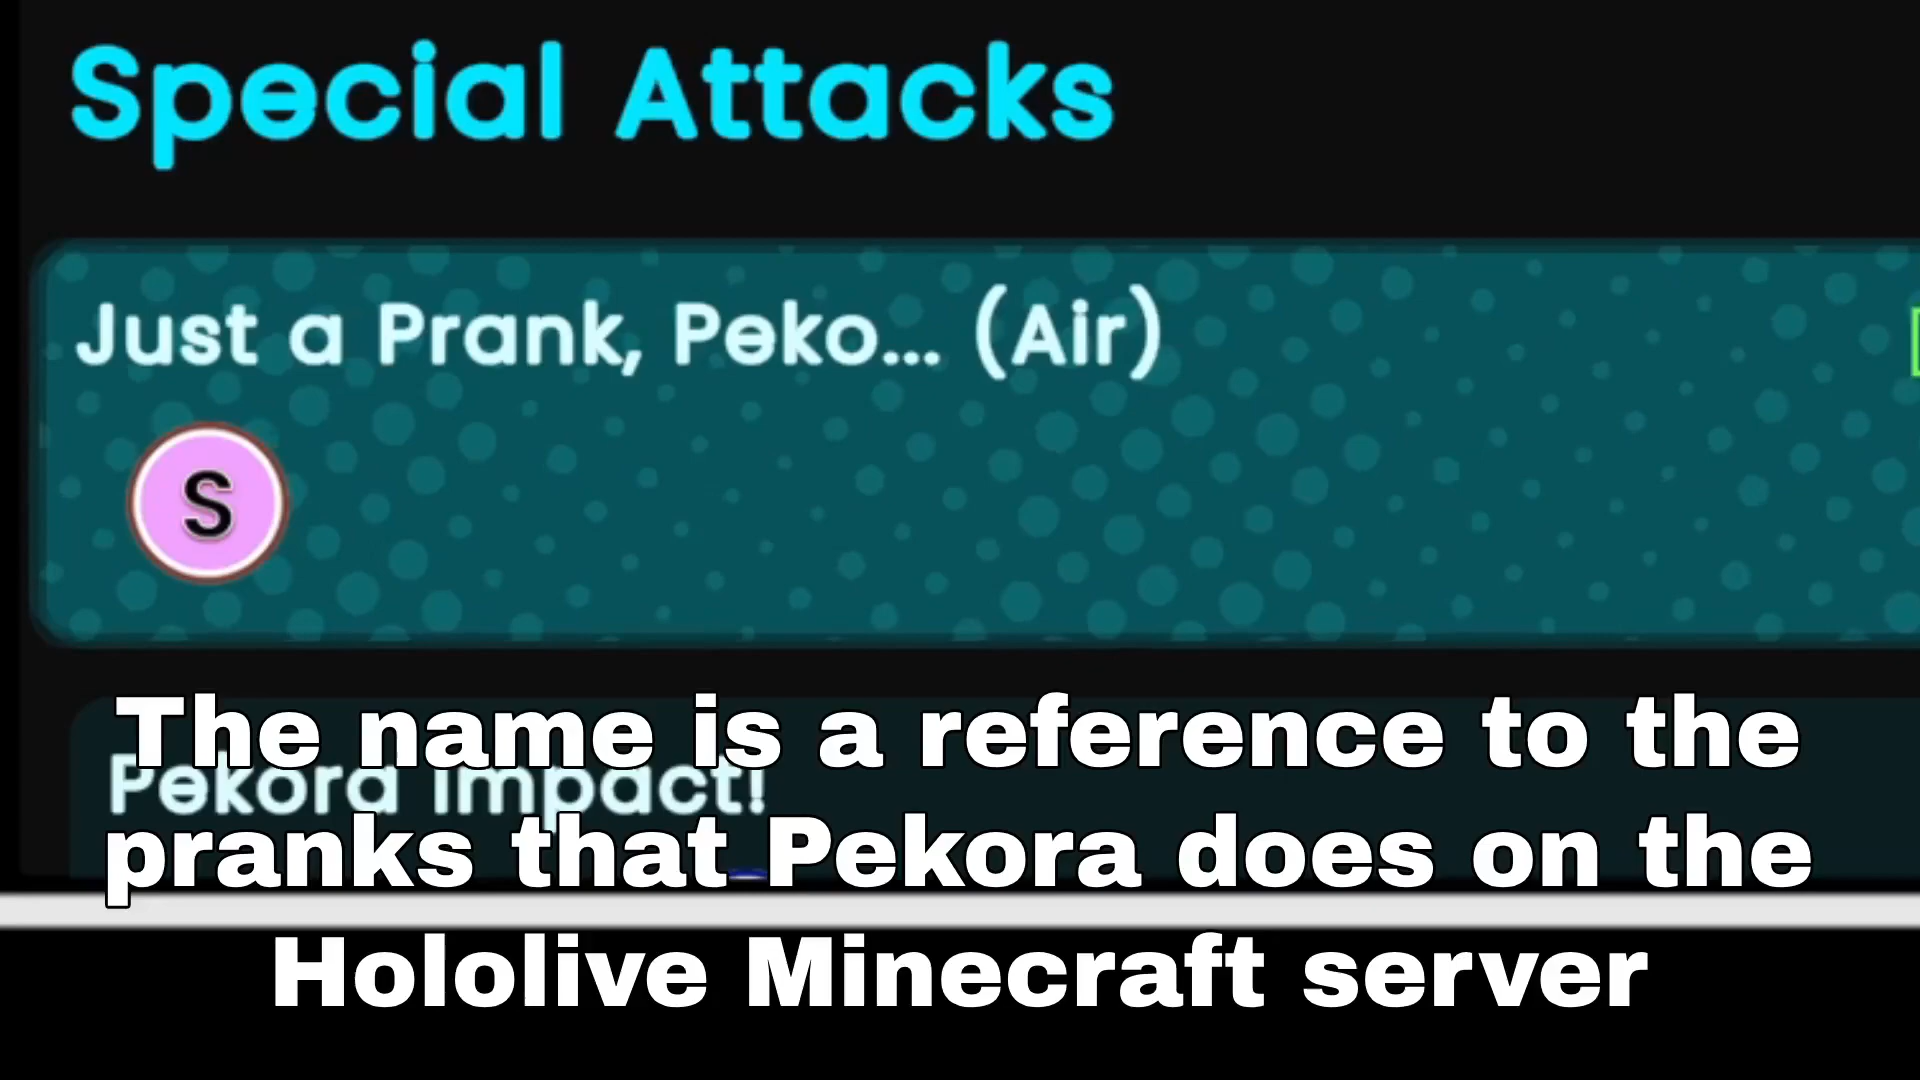 Special Attacks
Just a Prank, Peko... (Air)
S
The name is a reference to the
Pekora Impact!
pranks that Pekora does on the
Hololive Minecraft server